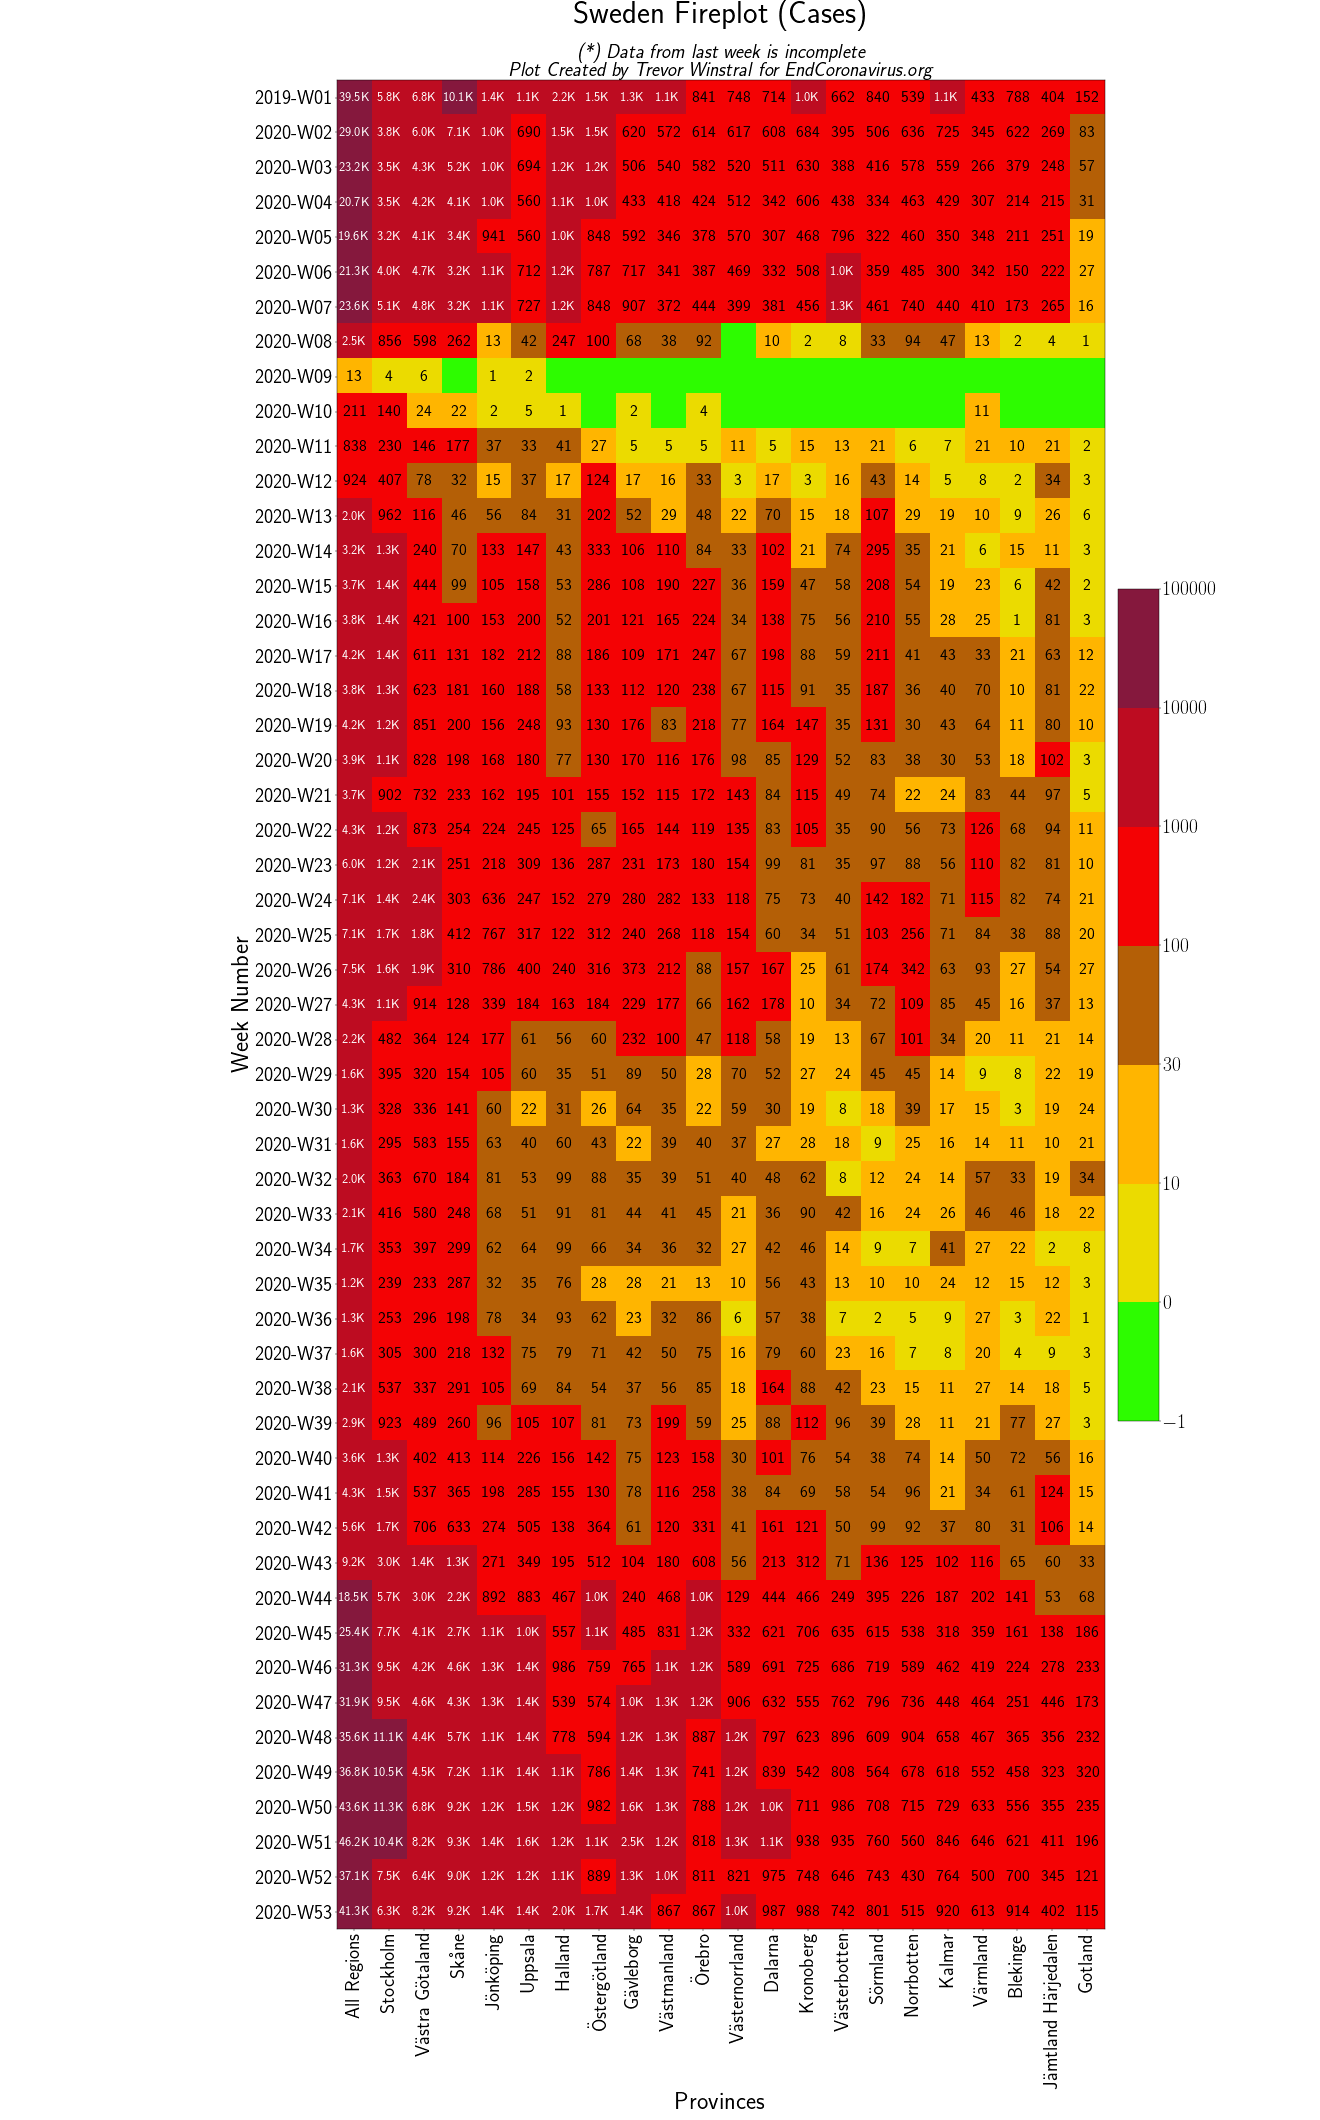 Sweden Fireplot (Cases)
(*) Data from last week is incomplete
Plot Created by Trevor Winstral for EndCoronavirus.org
2019-W01 39.5K 5.8K 6.8K 10.1K 1.4K 1.1K 2.2K 1.5K 1.3K 1.1K 841 748 714 1.0K 662 840 539 1.1K 433 788 404 152
2020-W02 29.0K 3.8K 6.0K 7.1K 1.0K 690 1.5K 1.5K 620 572 614 617 608 684 395 506 636 725 345 622 269 83
2020-W03 23.2K 3.5K 4.3K 5.2K 1.0K 694 1.2K 1.2K 506 540 582 520 511 630 388 416 578 559 266 379 248 57
2020-W04 20.7K 3.5K 4.2K 4.1K 1.0K 560 1.1K 1.0K 433 418 424 512 342 606 438 334 463 429 307 214 215 31
2020-W05 19.6K 3.2K 4.1K 3.4K 941 560 1.0K 848 592 346 378 570 307 468 796 322 460 350 348 211 251 19
2020-W06 21.3K 4.0K 4.7K 3.2K 1.1K 712 1.2K 787 717 341 387 469 332 508 1.0K 359 485 300 342 150 222 27
2020-W07 23.6K 5.1K 4.8K 3.2K 1.1K 727 1.2K 848 907 372 444 399 381 456 1.3K 461 740 440 410 173 265 16
2020-W08 2.5K 856 598 262 13 42 247 100 68 38 92 10 2 8 33 94 47 13 2 4 1
2020-W09 13 4 6 1 2
2020-W10 211 140 24 22 2 5 1 2 4 11
2020-W11 838 230 146 177 37 33 41 27 5 5 5 11 5 15 13 21 6 7 21 10 21 2
2020-W12 924 407 78 32 15 37 17 124 17 16 33 3 17 3 16 43 14 5 8 2 34 3
2020-W13 2.0K 962 116 46 56 84 31 202 52 29 48 22 70 15 18 107 29 19 10 9 26 6
2020-W14 3.2K 1.3K 240 70 133 147 43 333 106 110 84 33 102 21 74 295 35 21 6 15 11 3
2020-W15 3.7K 1.4K 444 99 105 158 53 286 108 190 227 36 159 47 58 208 54 19 23 6 42 2
2020-W16 3.8K 1.4K 421 100 153 200 52 201 121 165 224 34 138 75 56 210 55 28 25 1 81 3
2020-W17 4.2K 1.4K 611 131 182 212 88 186 109 171 247 67 198 88 59 211 41 43 33 21 63 12
2020-W18 3.8K 1.3K 623 181 160 188 58 133 112 120 238 67 115 91 35 187 36 40 70 10 81 22
2020-W19 4.2K 1.2K 851 200 156 248 93 130 176 83 218 77 164 147 35 131 30 43 64 11 80 10
2020-W20 3.9K 1.1K 828 198 168 180 77 130 170 116 176 98 85 129 52 83 38 30 53 18 102 3
2020-W21 3.7K 902 732 233 162 195 101 155 152 115 172 143 84 115 49 74 22 24 83 44 97 5
2020-W22 4.3K 1.2K 873 254 224 245 125 65 165 144 119 135 83 105 35 90 56 73 126 68 94 11
2020-W23 6.0K 1.2K 2.1K 251 218 309 136 287 231 173 180 154 99 81 35 97 88 56 110 82 81 10
2020-W24 7.1K 1.4K 2.4K 303 636 247 152 279 280 282 133 118 75 73 40 142 182 71 115 82 74 21
2020-W25 7.1K 1.7K 1.8K 412 767 317 122 312 240 268 118 154 60 34 51 103 256 71 84 38 88 20
2020-W26 7.5K 1.6K 1.9K 310 786 400 240 316 373 212 88 157 167 25 61 174 342 63 93 27 54 27
2020-W27 4.3K 1.1K 914 128 339 184 163 184 229 177 66 162 178 10 34 72 109 85 45 16 37 13
2020-W28 2.2K 482 364 124 177 61 56 60 232 100 47 118 58 19 13 67 101 34 20 11 21 14
2020-W29 1.6K 395 320 154 105 60 35 51 89 50 28 70 52 27 24 45 45 14 9 8 22 19
2020-W30 1.3K 328 336 141 60 22 31 26 64 35 22 59 30 19 8 18 39 17 15 3 19 24
2020-W31 1.6K 295 583 155 63 40 60 43 22 39 40 37 27 28 18 9 25 16 14 11 10 21
2020-W32 2.0K 363 670 184 81 53 99 88 35 39 51 40 48 62 8 12 24 14 57 33 19 34
2020-W33 2.1K 416 580 248 68 51 91 81 44 41 45 21 36 90 42 16 24 26 46 46 18 22
2020-W34 1.7K 353 397 299 62 64 99 66 34 36 32 27 42 46 14 9 7 41 27 22 2 8
2020-W35 1.2K 239 233 287 32 35 76 28 28 21 13 10 56 43 13 10 10 24 12 15 12 3
2020-W36 1.3K 253 296 198 78 34 93 62 23 32 86 6 57 38 7 2 5 9 27 3 22 1
2020-W37 1.6K 305 300 218 132 75 79 71 42 50 75 16 79 60 23 16 7 8 20 4 9 3
2020-W38 2.1K 537 337 291 105 69 84 54 37 56 85 18 164 88 42 23 15 11 27 14 18 5
2020-W39 2.9K 923 489 260 96 105 107 81 73 199 59 25 88 112 96 39 28 11 21 77 27 3
2020-W40 3.6K 1.3K 402 413 114 226 156 142 75 123 158 30 101 76 54 38 74 14 50 72 56 16
2020-W41 4.3K 1.5K 537 365 198 285 155 130 78 116 258 38 84 69 58 54 96 21 34 61 124 15
2020-W42 5.6K 1.7K 706 633 274 505 138 364 61 120 331 41 161 121 50 99 92 37 80 31 106 14
2020-W43 9.2K 3.0K 1.4K 1.3K 271 349 195 512 104 180 608 56 213 312 71 136 125 102 116 65 60 33
2020-W44 18.5K 5.7K 3.0K 2.2K 892 883 467 1.0K 240 468 1.0K 129 444 466 249 395 226 187 202 141 53 68
2020-W45 25.4K 7.7K 4.1K 2.7K 1.1K 1.0K 557 1.1K 485 831 1.2K 332 621 706 635 615 538 318 359 161 138 186
2020-W46 31.3K 9.5K 4.2K 4.6K 1.3K 1.4K 986 759 765 1.1K 1.2K 589 691 725 686 719 589 462 419 224 278 233
2020-W47 31.9K 9.5K 4.6K 4.3K 1.3K 1.4K 539 574 1.0K 1.3K 1.2K 906 632 555 762 796 736 448 464 251 446 173
2020-W48 35.6K 11.1K 4.4K 5.7K 1.1K 1.4K 778 594 1.2K 1.3K 887 1.2K 797 623 896 609 904 658 467 365 356 232
2020-W49 36.8K 10.5K 4.5K 7.2K 1.1K 1.4K 1.1K 786 1.4K 1.3K 741 1.2K 839 542 808 564 678 618 552 458 323 320
2020-W50 43.6K 11.3K 6.8K 9.2K 1.2K 1.5K 1.2K 982 1.6K 1.3K 788 1.2K 1.0K 711 986 708 715 729 633 556 355 235
2020-W51 46.2K 10.4K 8.2K 9.3K 1.4K 1.6K 1.2K 1.1K 2.5K 1.2K 818 1.3K 1.1K 938 935 760 560 846 646 621 411 196
2020-W52 37.1K 7.5K 6.4K 9.0K 1.2K 1.2K 1.1K 889 1.3K 1.0K 811 821 975 748 646 743 430 764 500 700 345 121
2020-W53 41.3K 6.3K 8.2K 9.2K 1.4K 1.4K 2.0K 1.7K 1.4K 867 867 1.0K 987 988 742 801 515 920 613 914 402 115
Week Number
All Regions
Stockholm
Västra Götaland
Skåne
Jönköping
Uppsala
Halland
Östergötland
Gävleborg
Västmanland
Örebro
Västernorrland
Dalarna
Kronoberg
Västerbotten
Sörmland
Norrbotten
Kalmar
Värmland
Blekinge
Jämtland Härjedalen
Gotland
Provinces
100000
10000
1000
100
30
10
0
−1